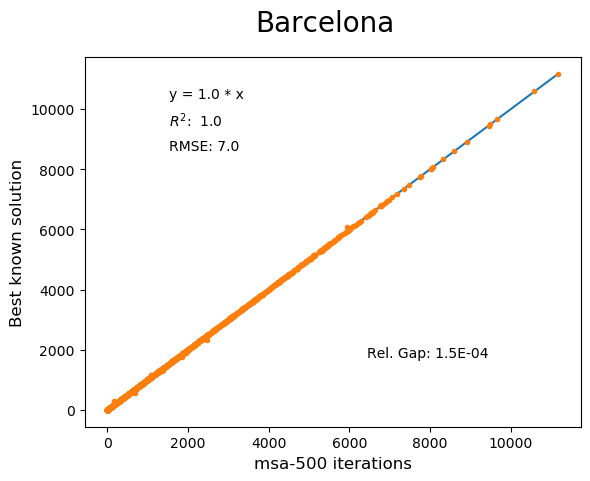 Barcelona
y = 1.0 * x
R²: 1.0
RMSE: 7.0
Rel. Gap: 1.5E-04
Best known solution
10000
8000
6000
4000
2000
0
0 2000 4000 6000 8000 10000
msa-500 iterations